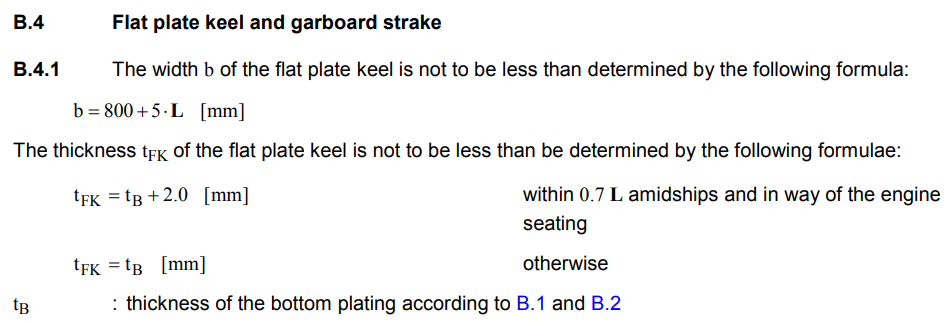 B.4 Flat plate keel and garboard strake
B.4.1 The width b of the flat plate keel is not to be less than determined by the following formula:
b = 800 + 5 · L [mm]
The thickness tFK of the flat plate keel is not to be less than be determined by the following formulae:
tFK = tB + 2.0 [mm] within 0.7 L amidships and in way of the engine
seating
tFK = tB [mm] otherwise
tB : thickness of the bottom plating according to B.1 and B.2